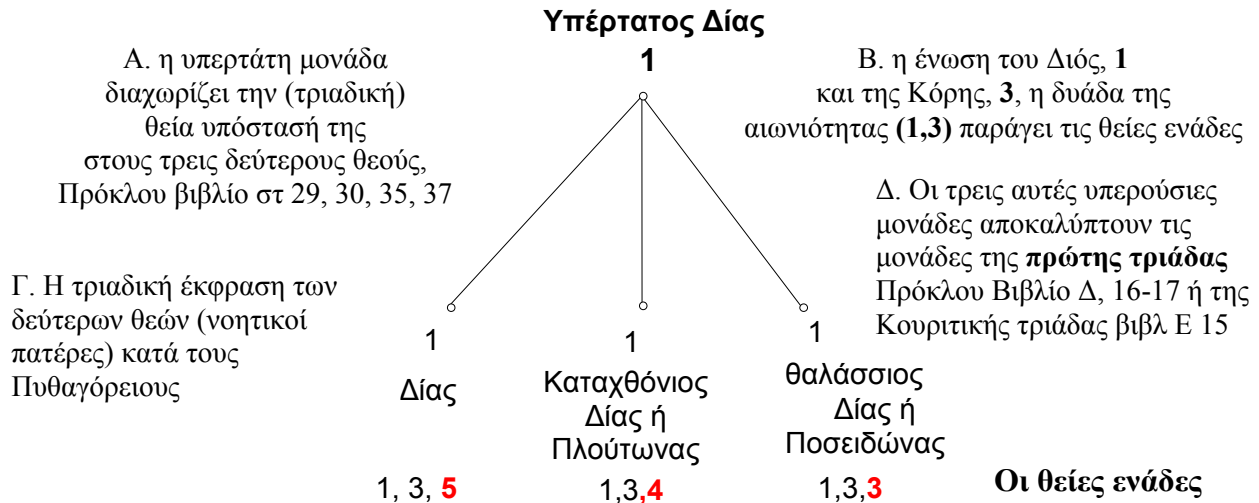 Υπέρτατος Δίας
1
Α. η υπερτάτη μονάδα
διαχωρίζει την (τριαδική)
θεία υπόστασή της
στους τρεις δεύτερους θεούς,
Πρόκλου βιβλίο στ 29, 30, 35, 37
Β. η ένωση του Διός, 1
και της Κόρης, 3, η δυάδα της
αιωνιότητας (1,3) παράγει τις θείες ενάδες
Γ. Η τριαδική έκφραση των
δεύτερων θεών (νοητικοί
πατέρες) κατά τους
Πυθαγόρειους
Δ. Οι τρεις αυτές υπερούσιες
μονάδες αποκαλύπτουν τις
μονάδες της πρώτης τριάδας
Πρόκλου Βιβλίο Δ, 16-17 ή της
Κουριτικής τριάδας βιβλ Ε 15
1
Δίας
1, 3, 5
1
Καταχθόνιος
Δίας ή
Πλούτωνας
1,3,4
1
θαλάσσιος
Δίας ή
Ποσειδώνας
1,3,3
Οι θείες ενάδες